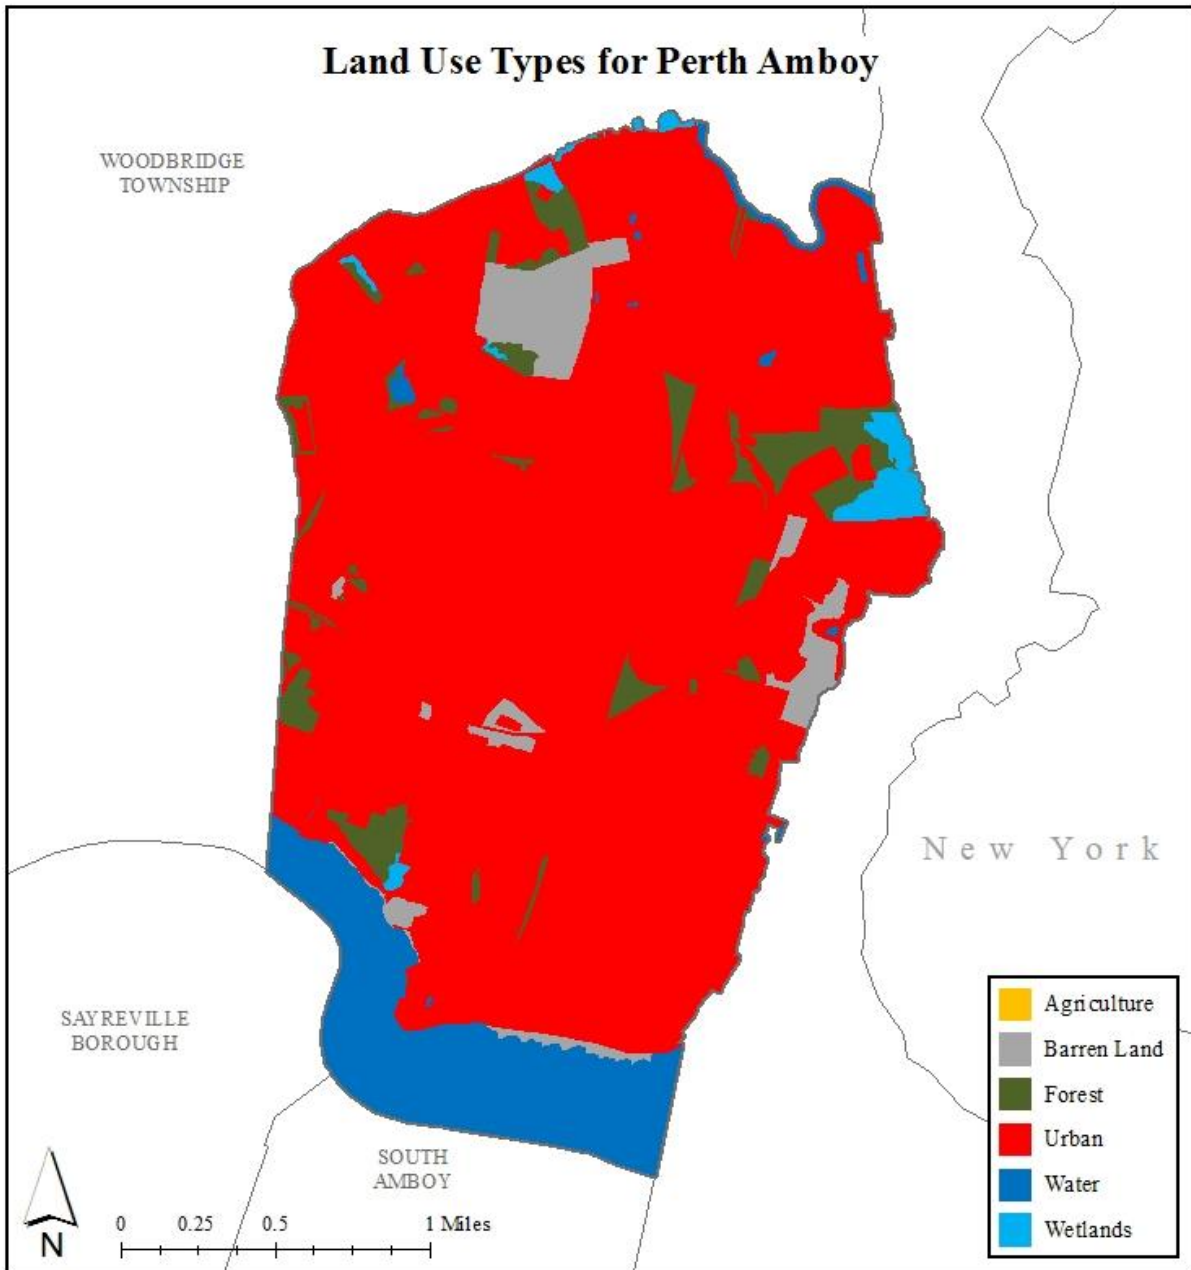 Land Use Types for Perth Amboy
WOODBRIDGE
TOWNSHIP
New York
SAYREVILLE
BOROUGH
SOUTH
AMBOY
N
0 0.25 0.5 1 Miles
Agriculture
Barren Land
Forest
Urban
Water
Wetlands